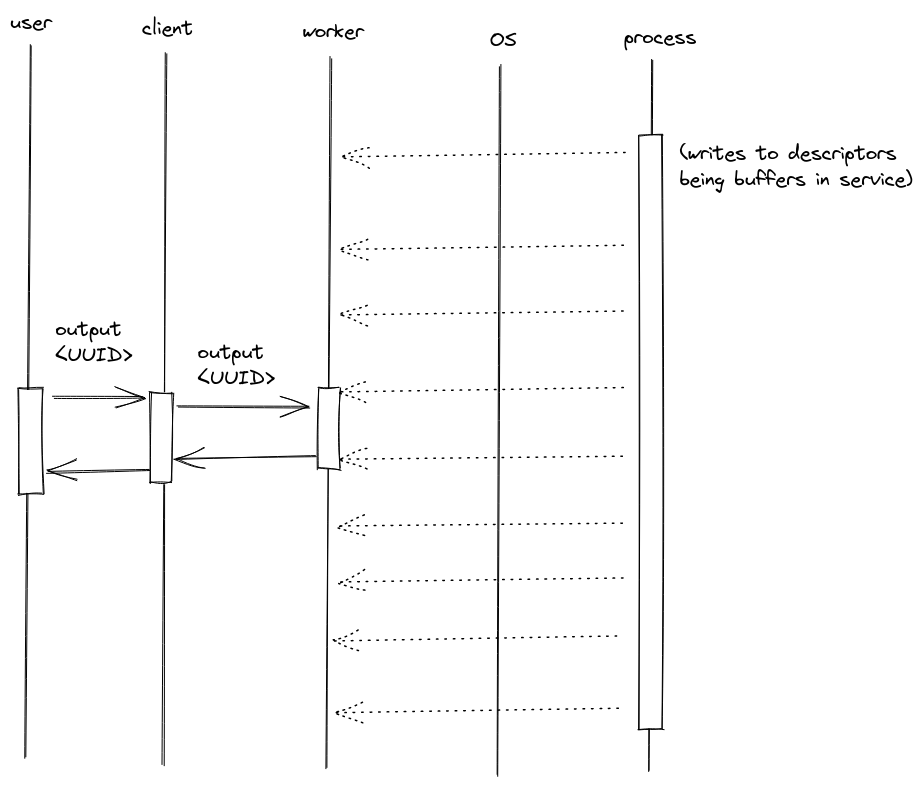 user
client
worker
OS
process
(writes to descriptors
being buffers in service)
output
<UUID>
output
<UUID>